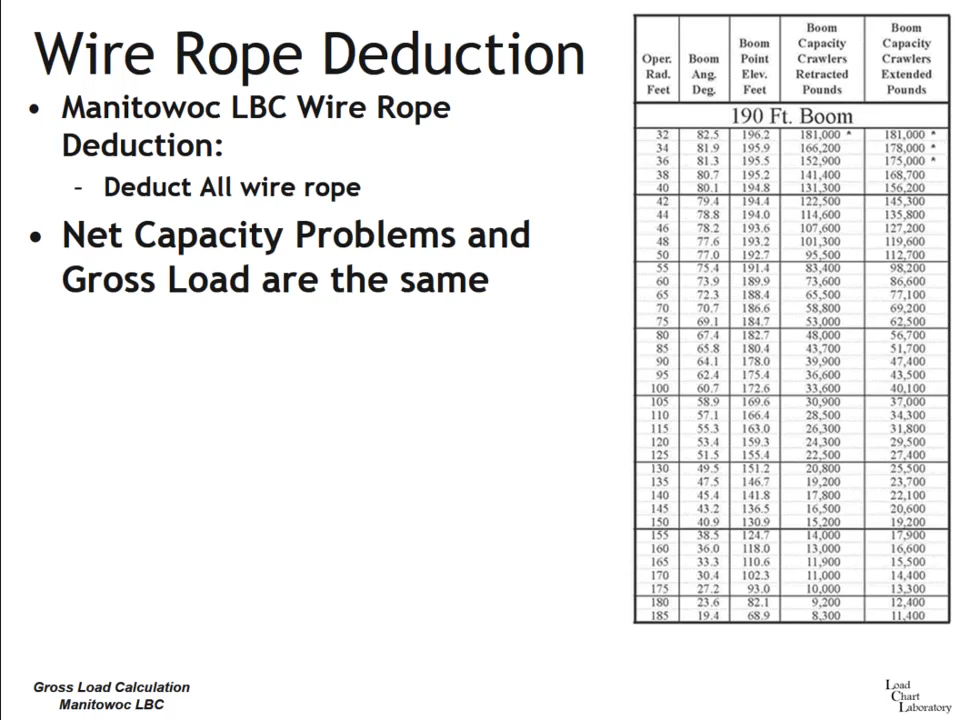 Wire Rope Deduction
• Manitowoc LBC Wire Rope
Deduction:
– Deduct All wire rope
• Net Capacity Problems and
Gross Load are the same
Oper. Rad. Feet | Boom Ang. Deg. | Boom Point Elev. Feet | Boom Capacity Crawlers Retracted Pounds | Boom Capacity Crawlers Extended Pounds
190 Ft. Boom
32 82.5 196.2 181,000 * 181,000 *
34 81.9 195.9 166,200 178,000 *
36 81.3 195.5 152,900 175,000 *
38 80.7 195.2 141,400 168,700
40 80.1 194.8 131,300 156,200
42 79.4 194.4 122,500 145,300
44 78.8 194.0 114,600 135,800
46 78.2 193.6 107,600 127,200
48 77.6 193.2 101,300 119,600
50 77.0 192.7 95,500 112,700
55 75.4 191.4 83,400 98,200
60 73.9 189.9 73,600 86,600
65 72.3 188.4 65,500 77,100
70 70.7 186.6 58,800 69,200
75 69.1 184.7 53,000 62,500
80 67.4 182.7 48,000 56,700
85 65.8 180.4 43,700 51,700
90 64.1 178.0 39,900 47,400
95 62.4 175.4 36,600 43,500
100 60.7 172.6 33,600 40,100
105 58.9 169.6 30,900 37,000
110 57.1 166.4 28,500 34,300
115 55.3 163.0 26,300 31,800
120 53.4 159.3 24,300 29,500
125 51.5 155.4 22,500 27,400
130 49.5 151.2 20,800 25,500
135 47.5 146.7 19,200 23,700
140 45.4 141.8 17,800 22,100
145 43.2 136.5 16,500 20,600
150 40.9 130.9 15,200 19,200
155 38.5 124.7 14,000 17,900
160 36.0 118.0 13,000 16,600
165 33.3 110.6 11,900 15,500
170 30.4 102.3 11,000 14,400
175 27.2 93.0 10,000 13,300
180 23.6 82.1 9,200 12,400
185 19.4 68.9 8,300 11,400
Gross Load Calculation
Manitowoc LBC
Load
Chart
Laboratory